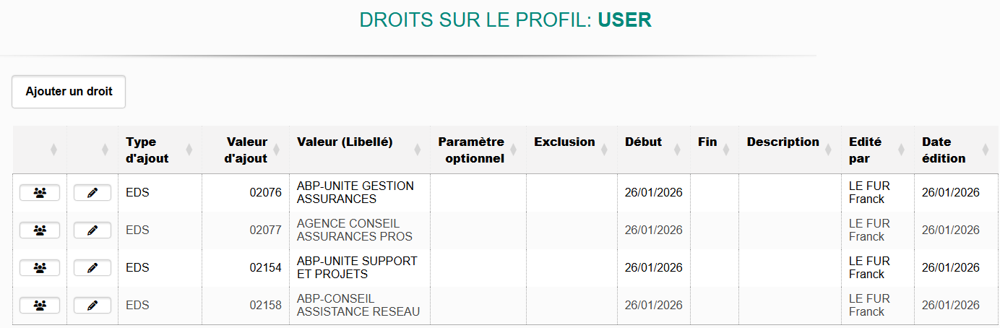 DROITS SUR LE PROFIL: USER
Ajouter un droit
Type d'ajout Valeur d'ajout Valeur (Libellé) Paramètre optionnel Exclusion Début Fin Description Edité par Date édition
EDS 02076 ABP-UNITE GESTION ASSURANCES 26/01/2026 LE FUR Franck 26/01/2026
EDS 02077 AGENCE CONSEIL ASSURANCES PROS 26/01/2026 LE FUR Franck 26/01/2026
EDS 02154 ABP-UNITE SUPPORT ET PROJETS 26/01/2026 LE FUR Franck 26/01/2026
EDS 02158 ABP-CONSEIL ASSISTANCE RESEAU 26/01/2026 LE FUR Franck 26/01/2026